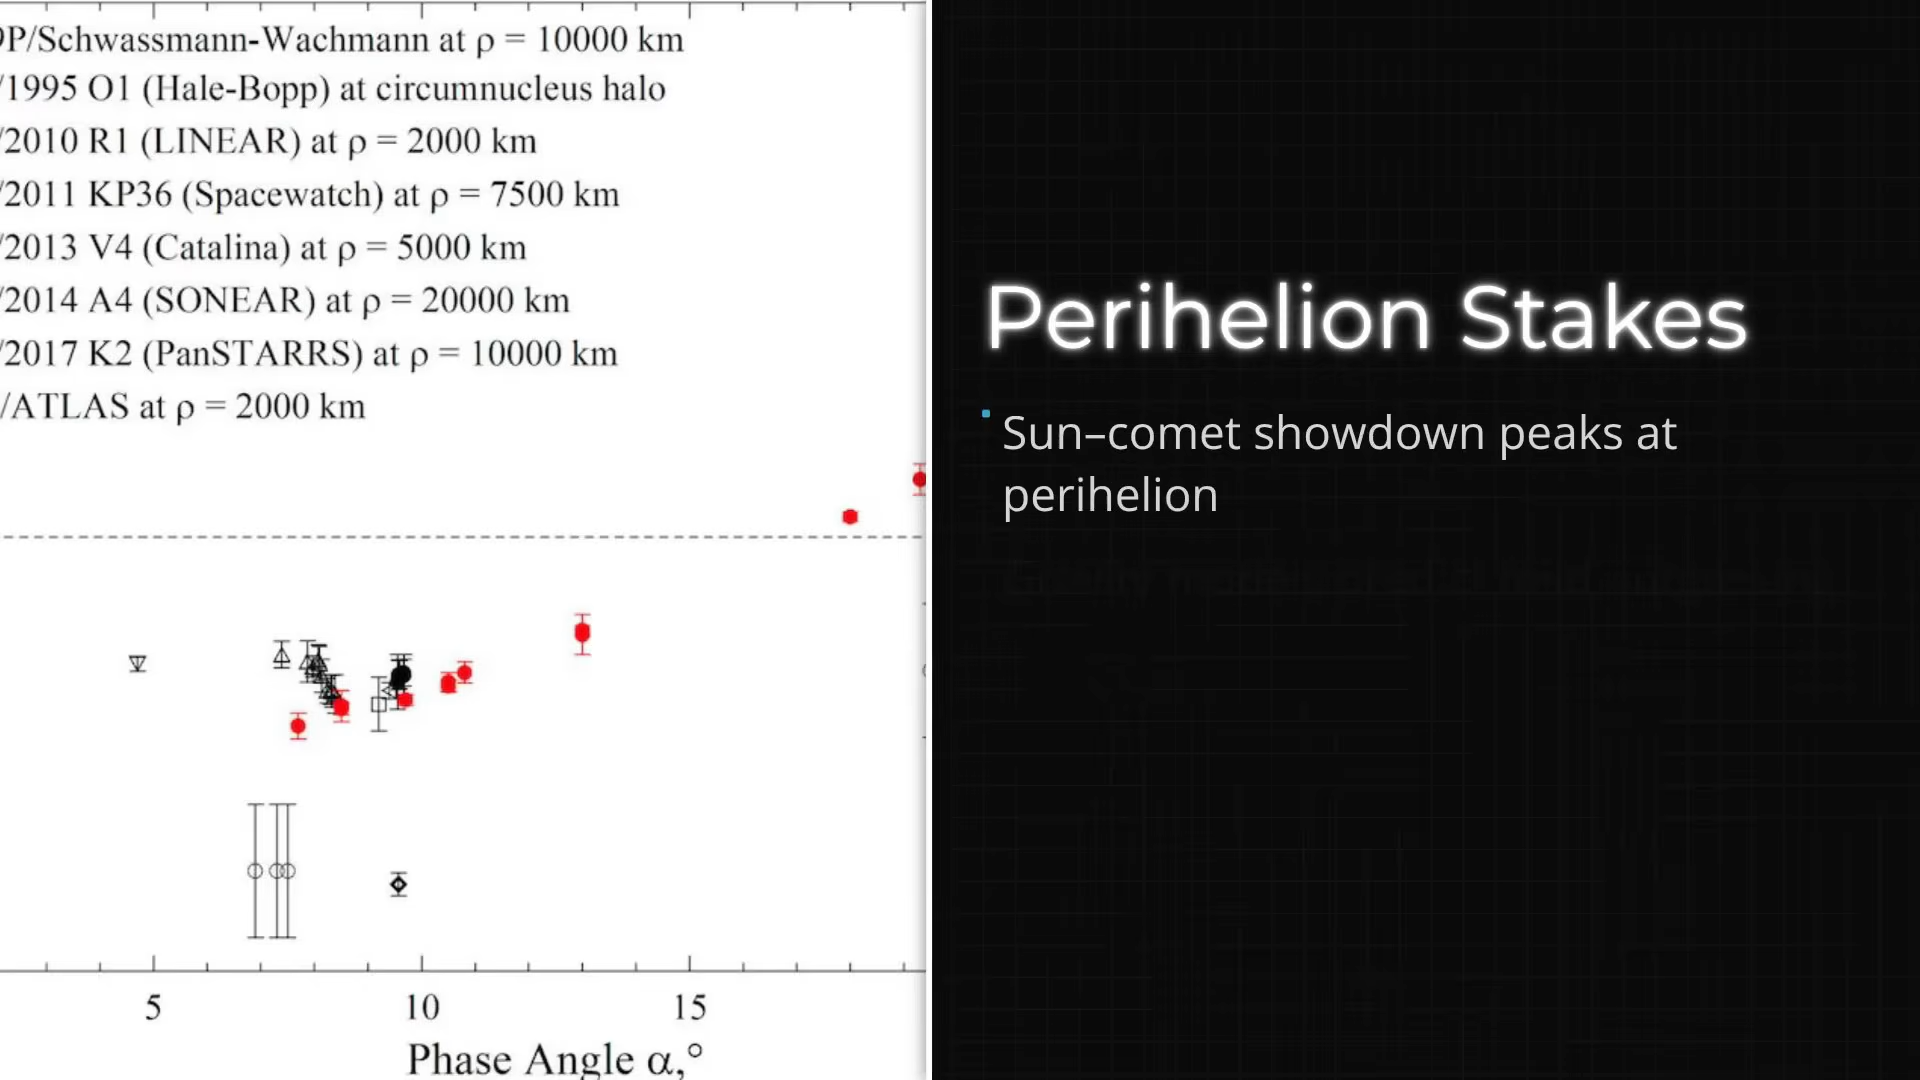 P/Schwassmann-Wachmann at ρ = 10000 km
/1995 O1 (Hale-Bopp) at circumnucleus halo
/2010 R1 (LINEAR) at ρ = 2000 km
/2011 KP36 (Spacewatch) at ρ = 7500 km
/2013 V4 (Catalina) at ρ = 5000 km
/2014 A4 (SONEAR) at ρ = 20000 km
/2017 K2 (PanSTARRS) at ρ = 10000 km
/ATLAS at ρ = 2000 km
5 10 15
Phase Angle α,°
Perihelion Stakes
Sun–comet showdown peaks at
perihelion